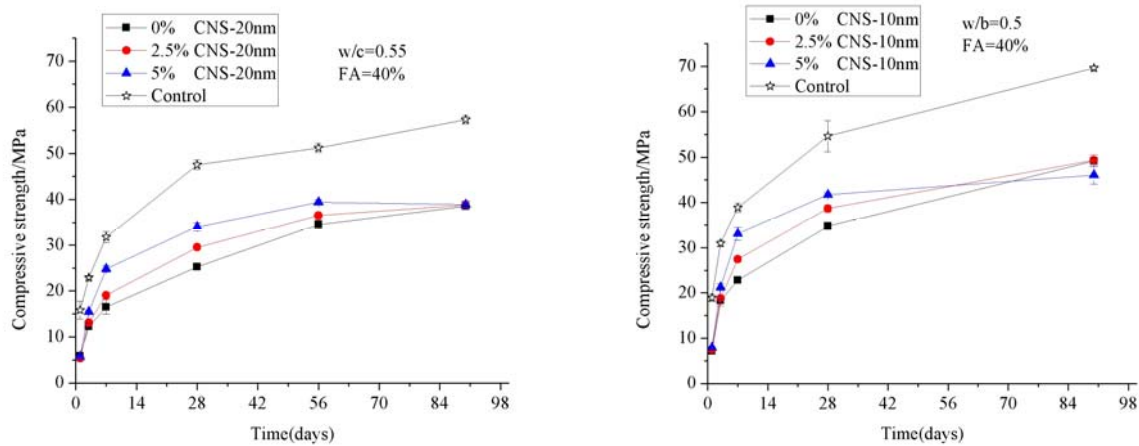 0% CNS-20nm
2.5% CNS-20nm
5% CNS-20nm
Control
w/c=0.55
FA=40%
Compressive strength/MPa
70
60
50
40
30
20
10
0
0 14 28 42 56 70 84 98
Time(days)
0% CNS-10nm
2.5% CNS-10nm
5% CNS-10nm
Control
w/b=0.5
FA=40%
Compressive strength/MPa
70
60
50
40
30
20
10
0
0 14 28 42 56 70 84 98
Time(days)